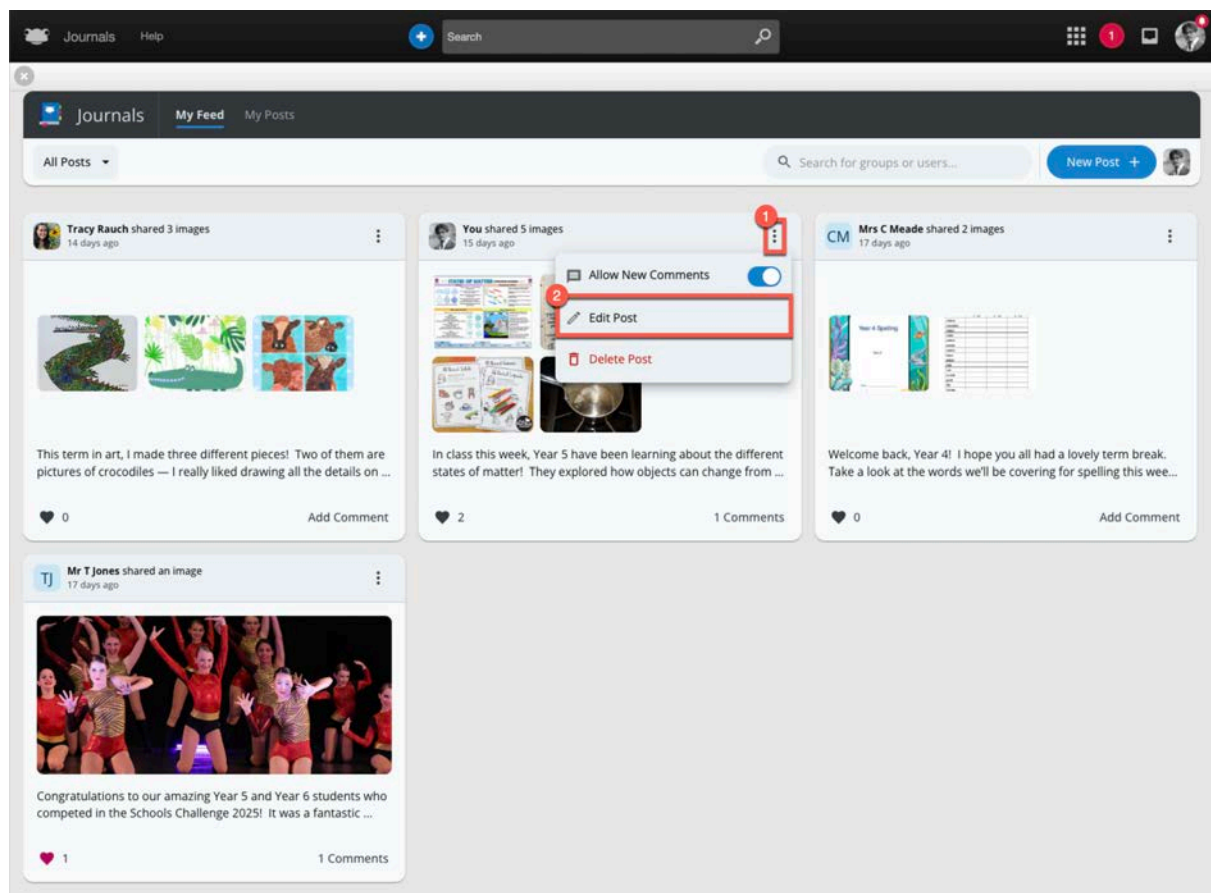 Journals Help
Search
1
Journals My Feed My Posts
All Posts
Search for groups or users...
New Post +
Tracy Rauch shared 3 images
14 days ago
This term in art, I made three different pieces! Two of them are
pictures of crocodiles — I really liked drawing all the details on ...
0 Add Comment
You shared 5 images
15 days ago
1
Allow New Comments
2
Edit Post
Delete Post
In class this week, Year 5 have been learning about the different
states of matter! They explored how objects can change from ...
2 1 Comments
CM
Mrs C Meade shared 2 images
17 days ago
Year 4 Spelling
Welcome back, Year 4! I hope you all had a lovely term break.
Take a look at the words we'll be covering for spelling this wee...
0 Add Comment
TJ
Mr T Jones shared an image
17 days ago
Congratulations to our amazing Year 5 and Year 6 students who
competed in the Schools Challenge 2025! It was a fantastic ...
1 1 Comments